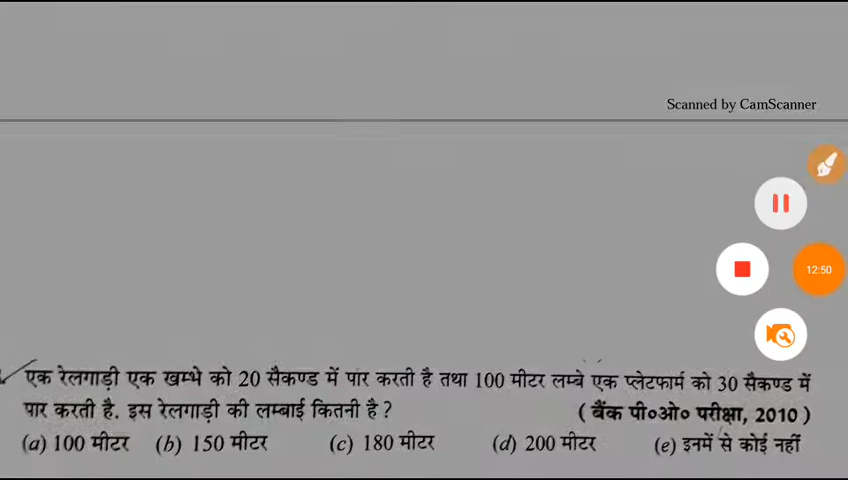 Scanned by CamScanner
12:50
एक रेलगाड़ी एक खम्भे को 20 सैकण्ड में पार करती है तथा 100 मीटर लम्बे एक प्लेटफार्म को 30 सैकण्ड में
पार करती है. इस रेलगाड़ी की लम्बाई कितनी है ? ( बैंक पी०ओ० परीक्षा, 2010 )
(a) 100 मीटर (b) 150 मीटर (c) 180 मीटर (d) 200 मीटर (e) इनमें से कोई नहीं